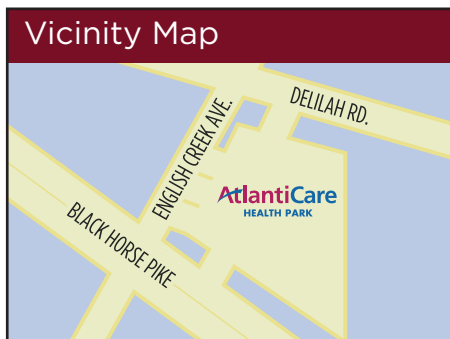 Vicinity Map
DELILAH RD.
ENGLISH CREEK AVE.
AtlantiCare
HEALTH PARK
BLACK HORSE PIKE